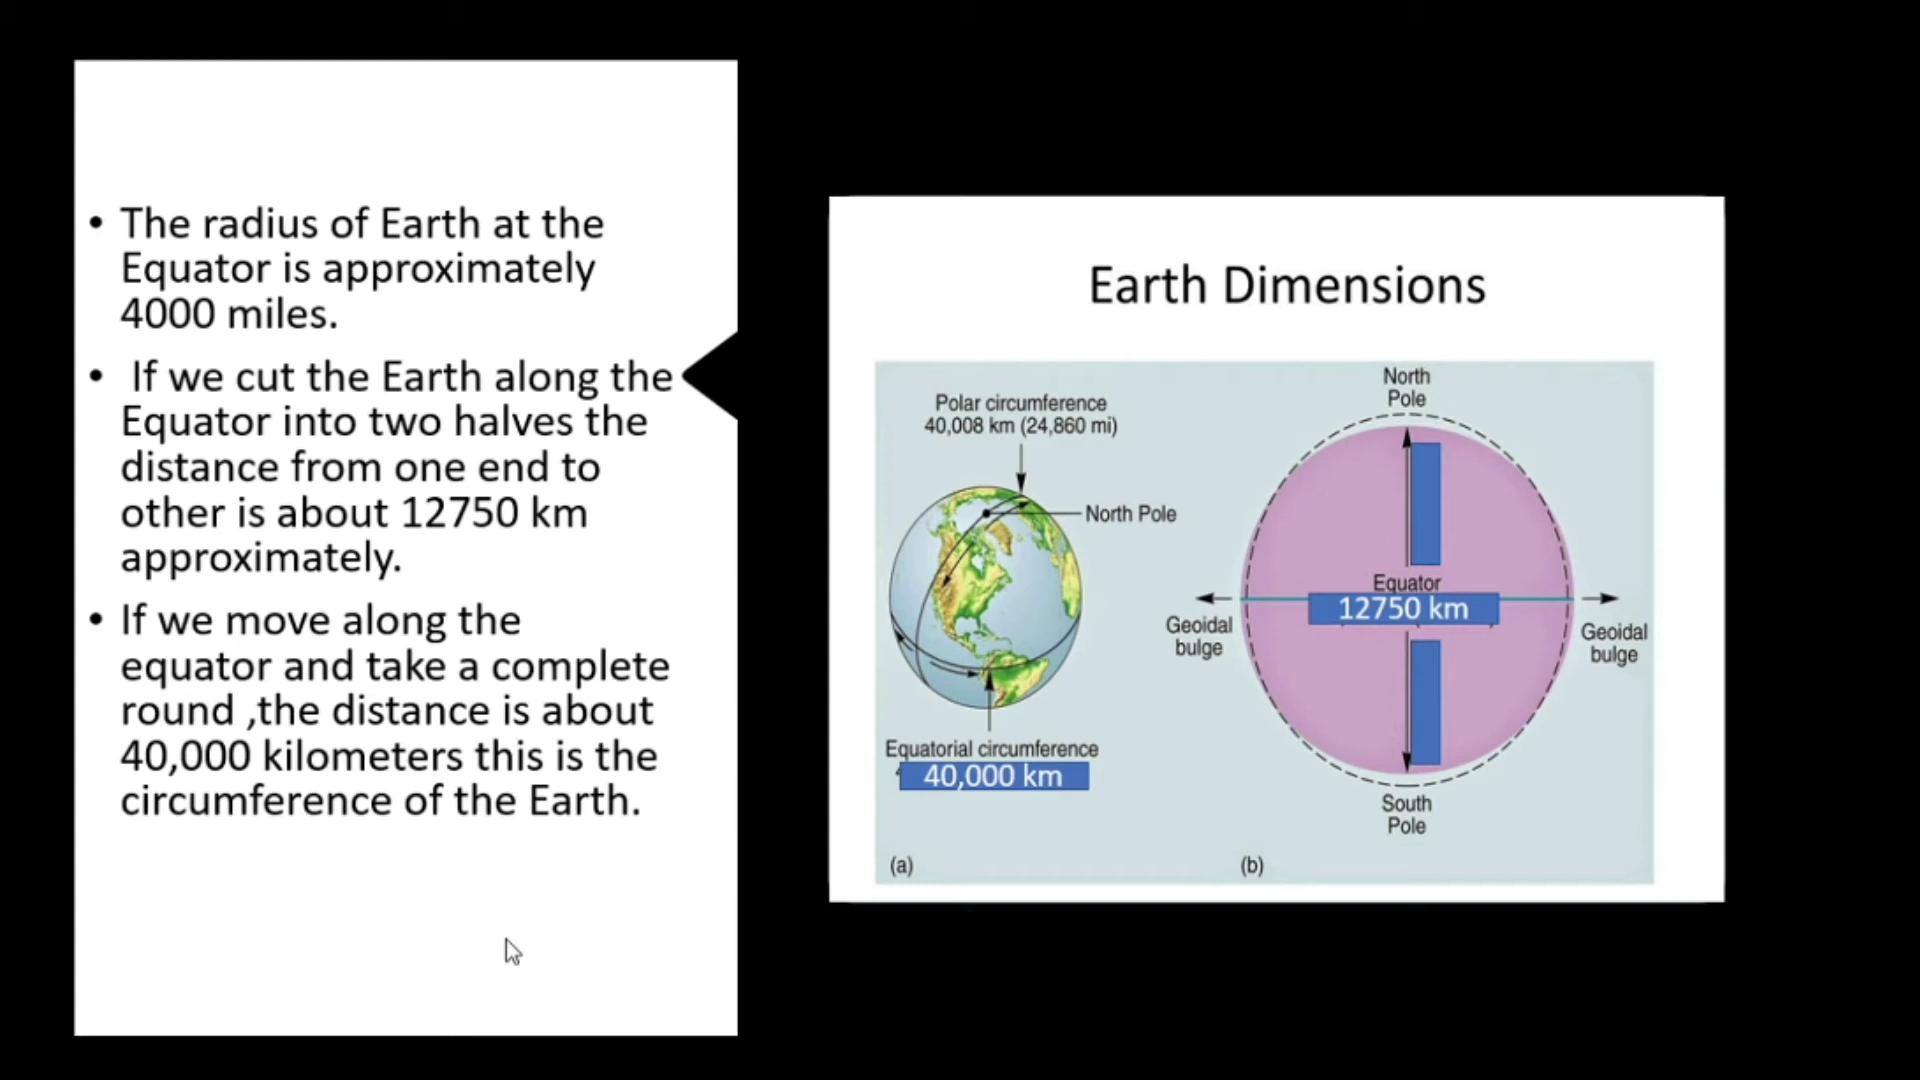 • The radius of Earth at the
Equator is approximately
4000 miles.
• If we cut the Earth along the
Equator into two halves the
distance from one end to
other is about 12750 km
approximately.
• If we move along the
equator and take a complete
round ,the distance is about
40,000 kilometers this is the
circumference of the Earth.
Earth Dimensions
Polar circumference
40,008 km (24,860 mi)
North Pole
Equatorial circumference
40,000 km
(a)
North
Pole
Equator
12750 km
Geoidal
bulge
Geoidal
bulge
South
Pole
(b)